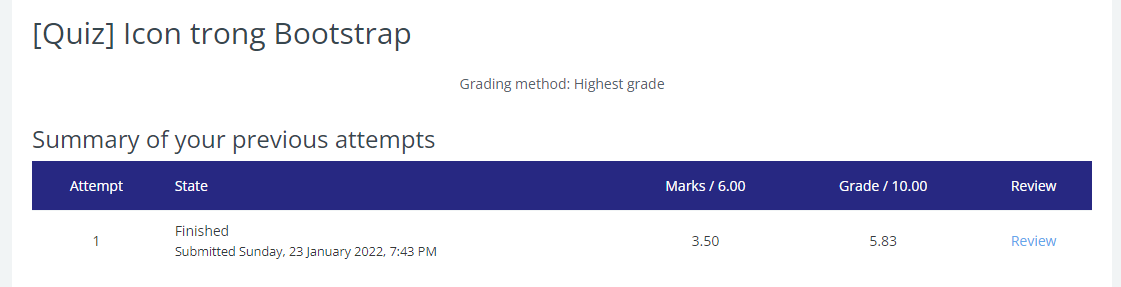 [Quiz] Icon trong Bootstrap
Grading method: Highest grade
Summary of your previous attempts
Attempt State Marks / 6.00 Grade / 10.00 Review
1 Finished 3.50 5.83 Review
Submitted Sunday, 23 January 2022, 7:43 PM